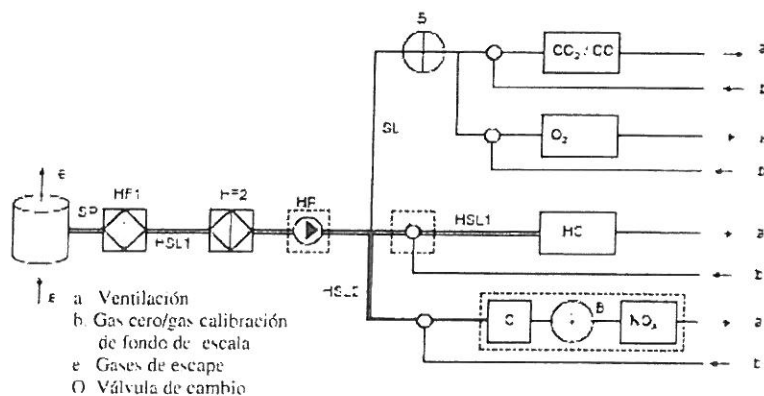 e
SP
HF1
HSL1
HF2
HP
SL
HSL2
B
CO₂/CO
a
b
O₂
a
b
HSL1
HC
a
b
C
B
NOₓ
a
b
e
a Ventilación
b. Gas cero/gas calibración
de fondo de escala
e Gases de escape
O Válvula de cambio